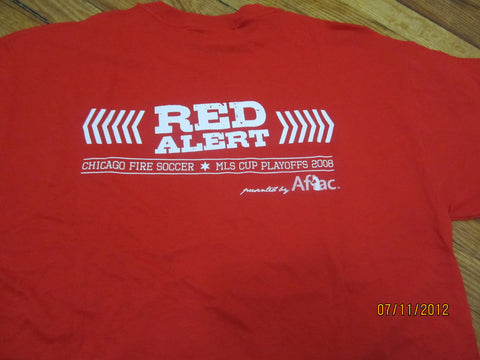 RED
ALERT
CHICAGO FIRE SOCCER ✶ MLS CUP PLAYOFFS 2008
presented by Aflac.
07/11/2012